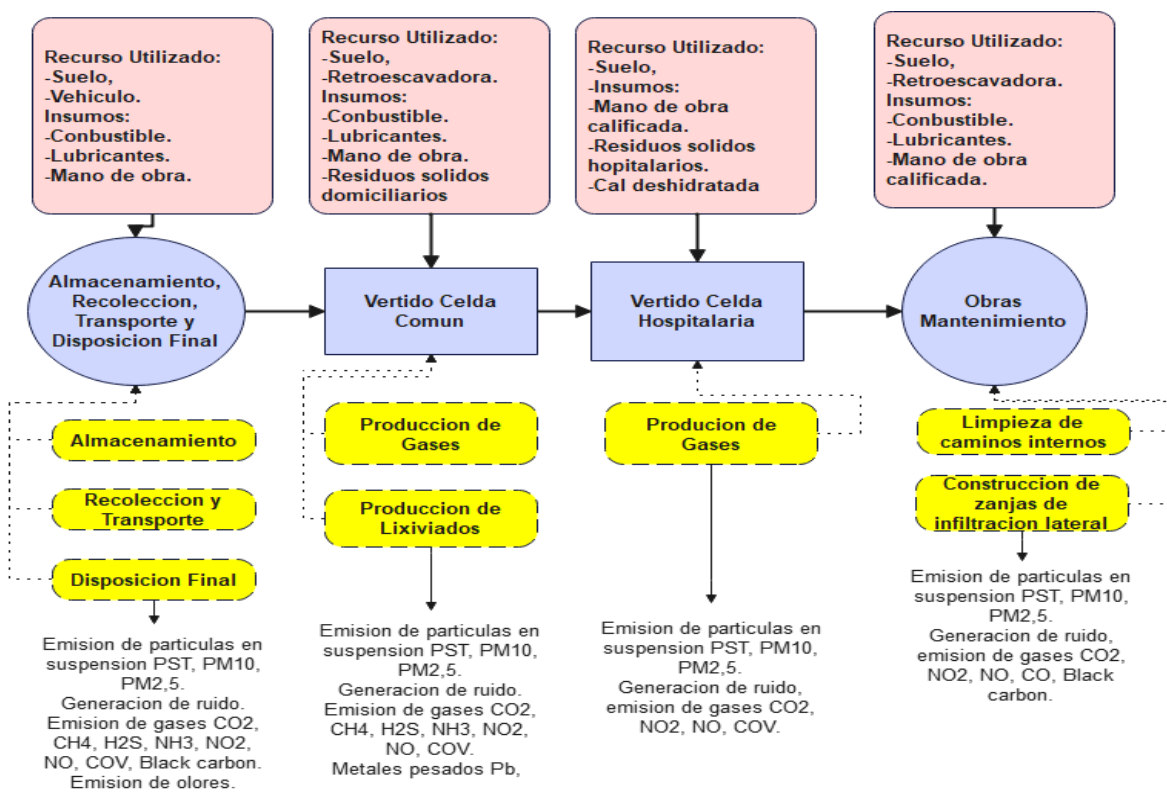 Recurso Utilizado:
-Suelo,
-Vehiculo.
Insumos:
-Conbustible.
-Lubricantes.
-Mano de obra.
Recurso Utilizado:
-Suelo,
-Retroescavadora.
Insumos:
-Conbustible.
-Lubricantes.
-Mano de obra.
-Residuos solidos
domiciliarios
Recurso Utilizado:
-Suelo,
-Insumos:
-Mano de obra
calificada.
-Residuos solidos
hopitalarios.
-Cal deshidratada
Recurso Utilizado:
-Suelo,
-Retroescavadora.
Insumos:
-Conbustible.
-Lubricantes.
-Mano de obra
calificada.
Almacenamiento,
Recoleccion,
Transporte y
Disposicion Final
Vertido Celda
Comun
Vertido Celda
Hospitalaria
Obras
Mantenimiento
Almacenamiento
Recoleccion y
Transporte
Disposicion Final
Emision de particulas en
suspension PST, PM10,
PM2,5.
Generacion de ruido.
Emision de gases CO2,
CH4, H2S, NH3, NO2,
NO, COV, Black carbon.
Emision de olores.
Produccion de
Gases
Produccion de
Lixiviados
Emision de particulas en
suspension PST, PM10,
PM2,5.
Generacion de ruido.
Emision de gases CO2,
CH4, H2S, NH3, NO2,
NO, COV.
Metales pesados Pb,
Producion de
Gases
Emision de particulas en
suspension PST, PM10,
PM2,5.
Generacion de ruido,
emision de gases CO2,
NO2, NO, COV.
Limpieza de
caminos internos
Construccion de
zanjas de
infiltracion lateral
Emision de particulas en
suspension PST, PM10,
PM2,5.
Generacion de ruido,
emision de gases CO2,
NO2, NO, CO, Black
carbon.